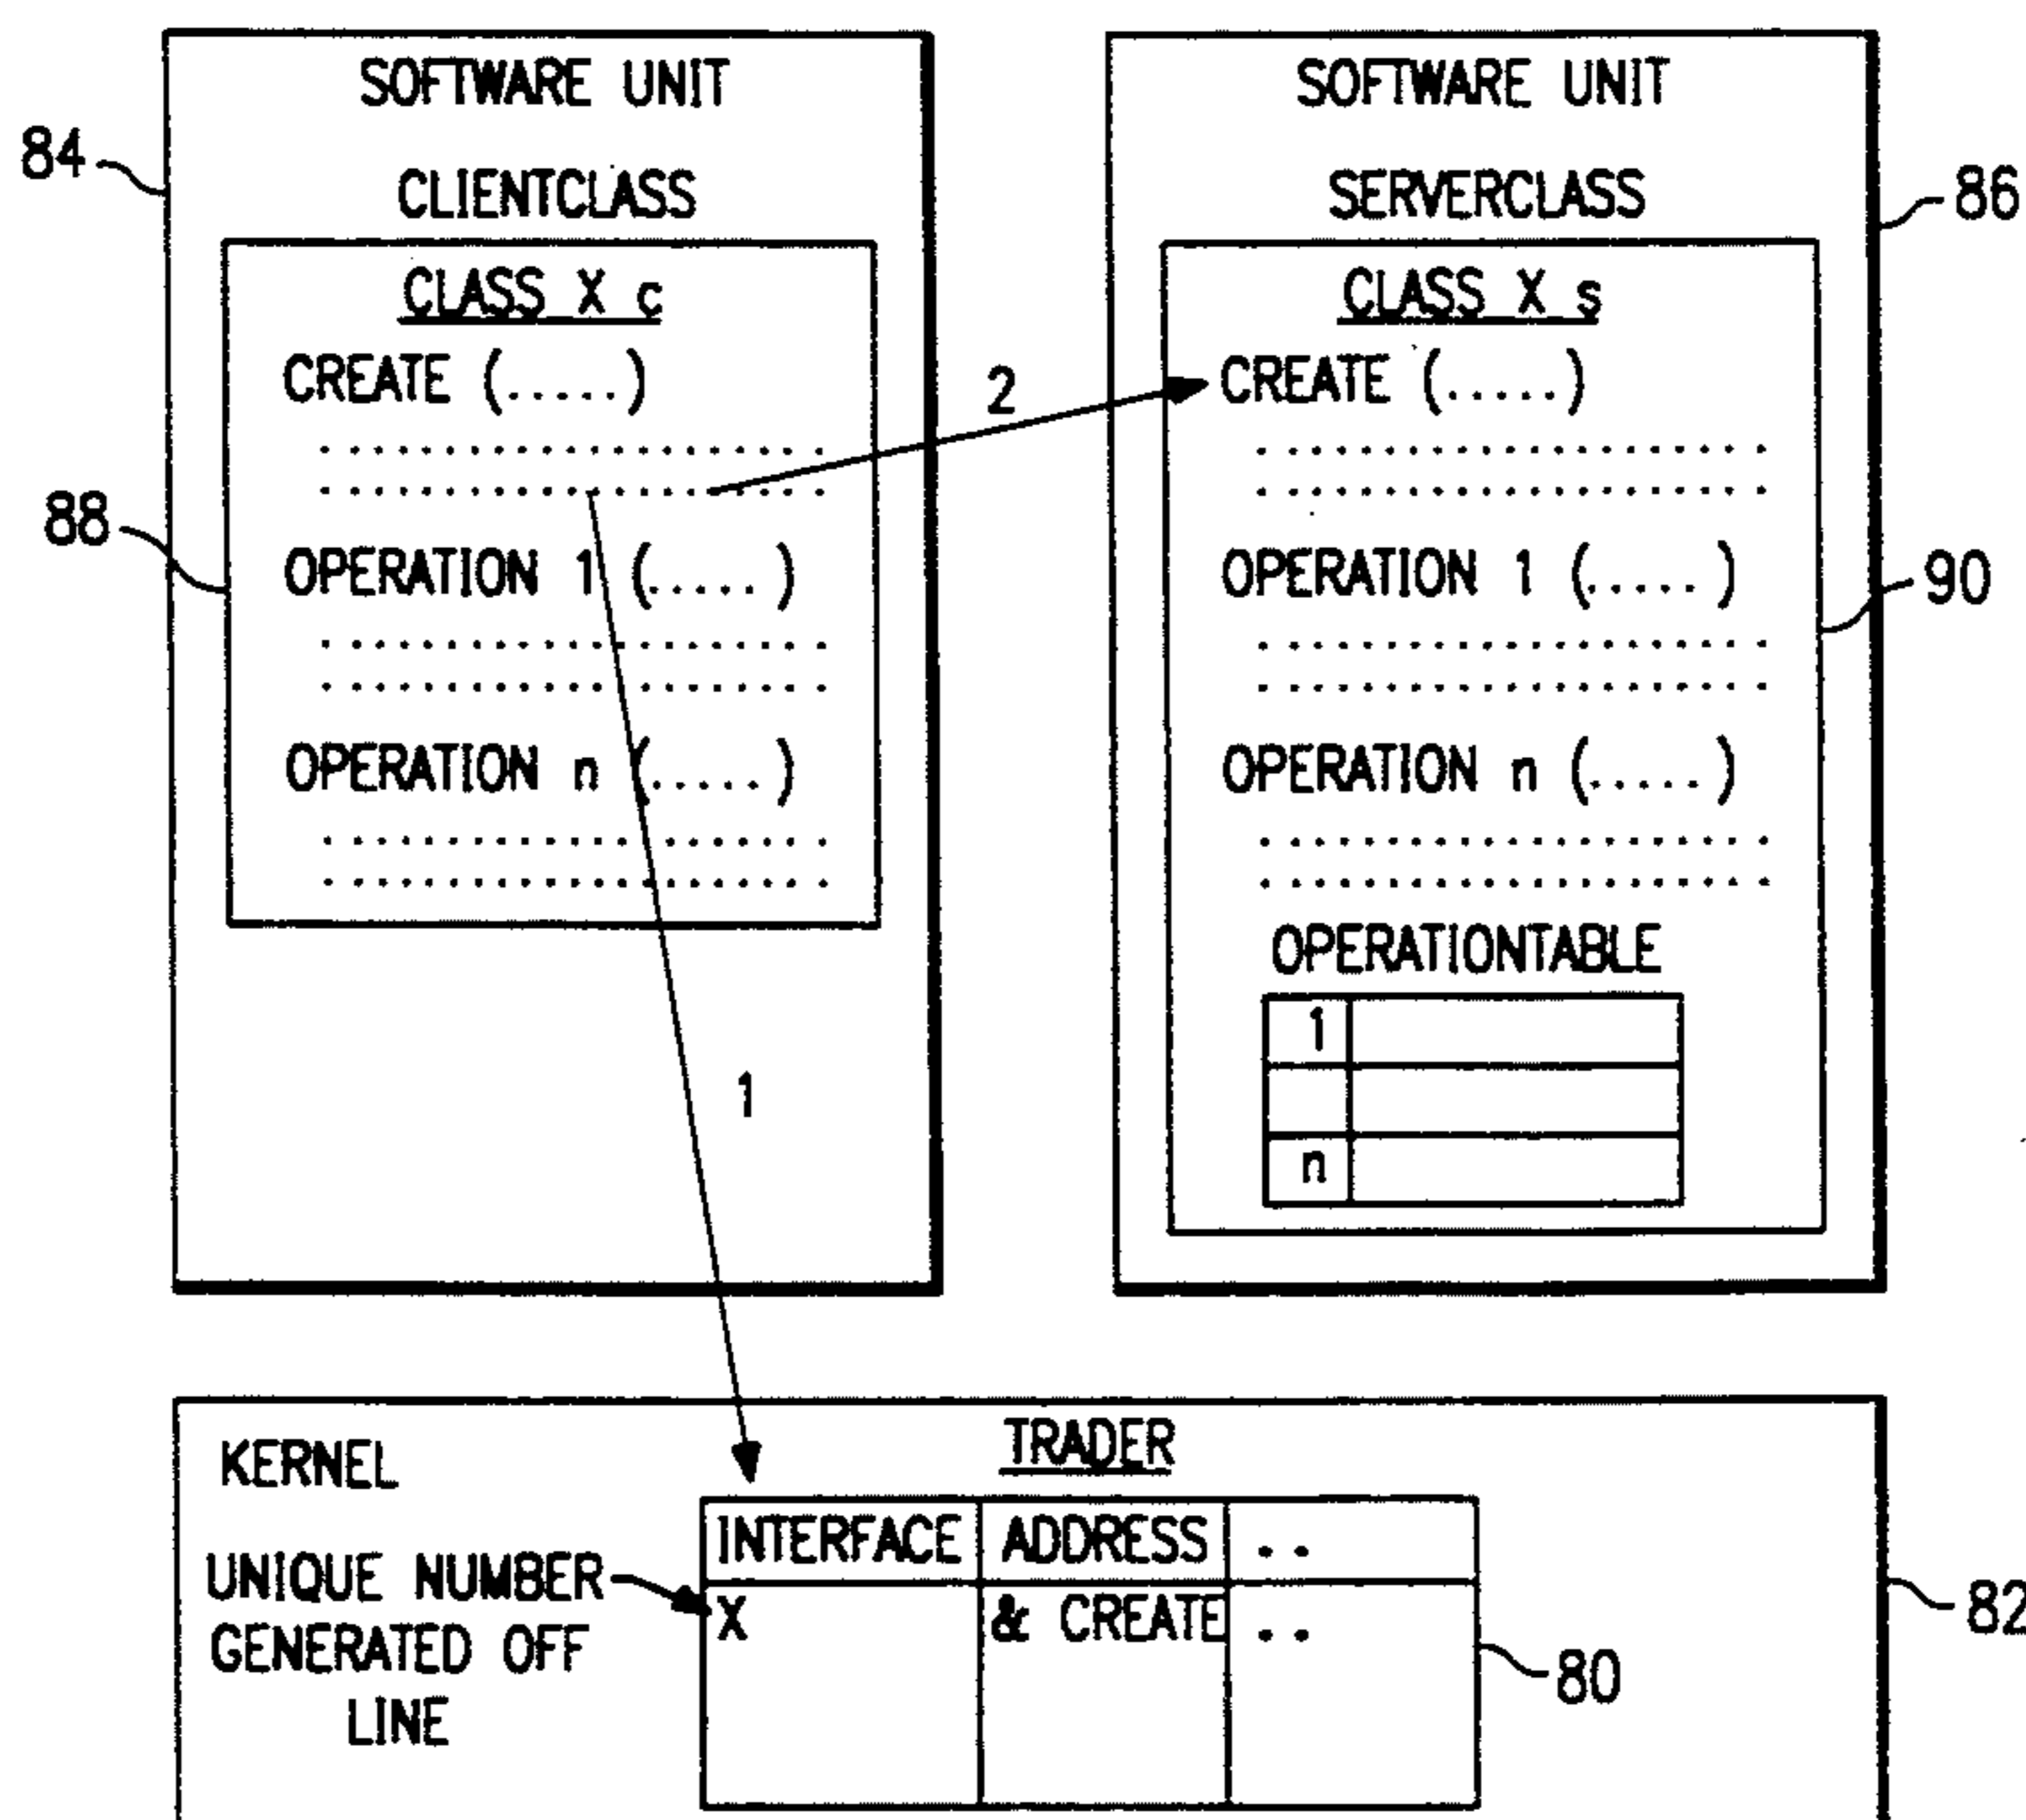 SOFTWARE UNIT
CLIENTCLASS
84
CLASS X c
CREATE (.....)
88
OPERATION 1 (.....)
OPERATION n (.....)
1
2
SOFTWARE UNIT
SERVERCLASS
86
CLASS X s
CREATE (.....)
OPERATION 1 (.....)
90
OPERATION n (.....)
OPERATIONTABLE
1
n
KERNEL
TRADER
UNIQUE NUMBER
GENERATED OFF
LINE
INTERFACE ADDRESS ..
X & CREATE ..
80
82